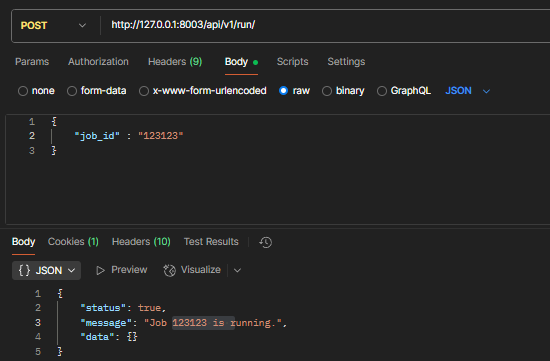 POST http://127.0.0.1:8003/api/v1/run/
Params Authorization Headers (9) Body Scripts Settings
none form-data x-www-form-urlencoded raw binary GraphQL JSON
1 {
2 "job_id" : "123123"
3 }
Body Cookies (1) Headers (10) Test Results
{} JSON Preview Visualize
1 {
2 "status": true,
3 "message": "Job 123123 is running.",
4 "data": {}
5 }